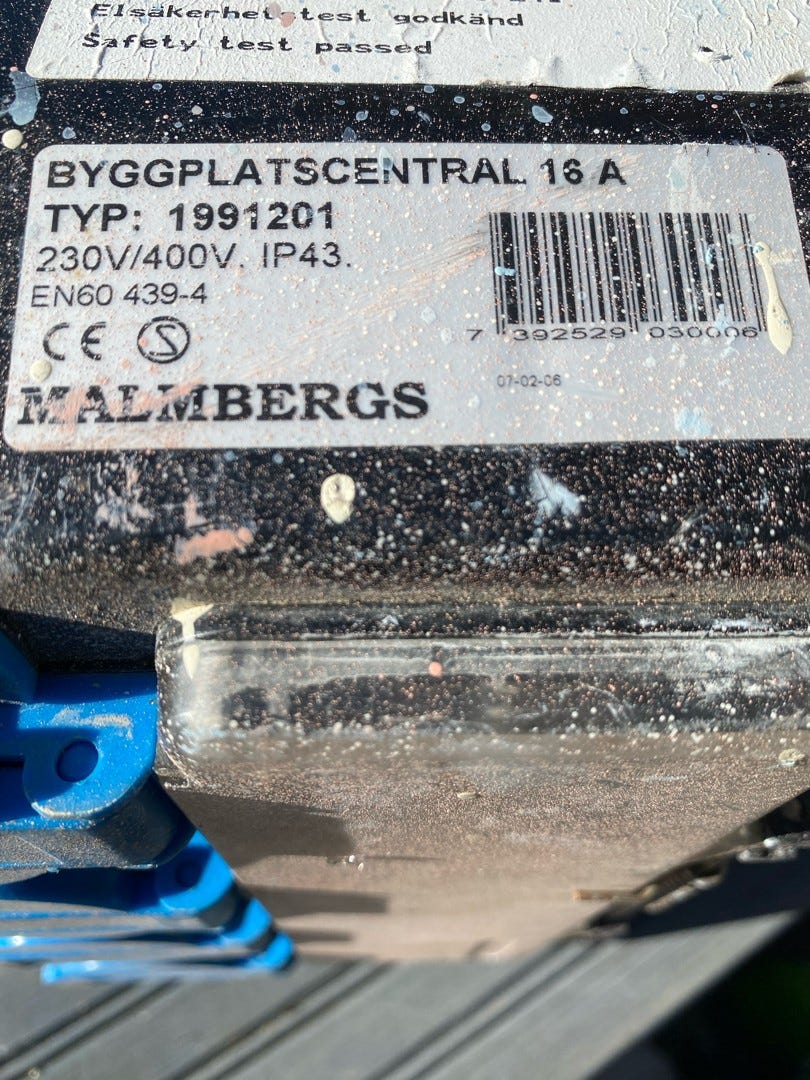 Elsäkerhetstest godkänd
Safety test passed
BYGGPLATSCENTRAL 16 A
TYP: 1991201
230V/400V. IP43.
EN60 439-4
CE S
MALMBERGS
7 392529 030006
07-02-06